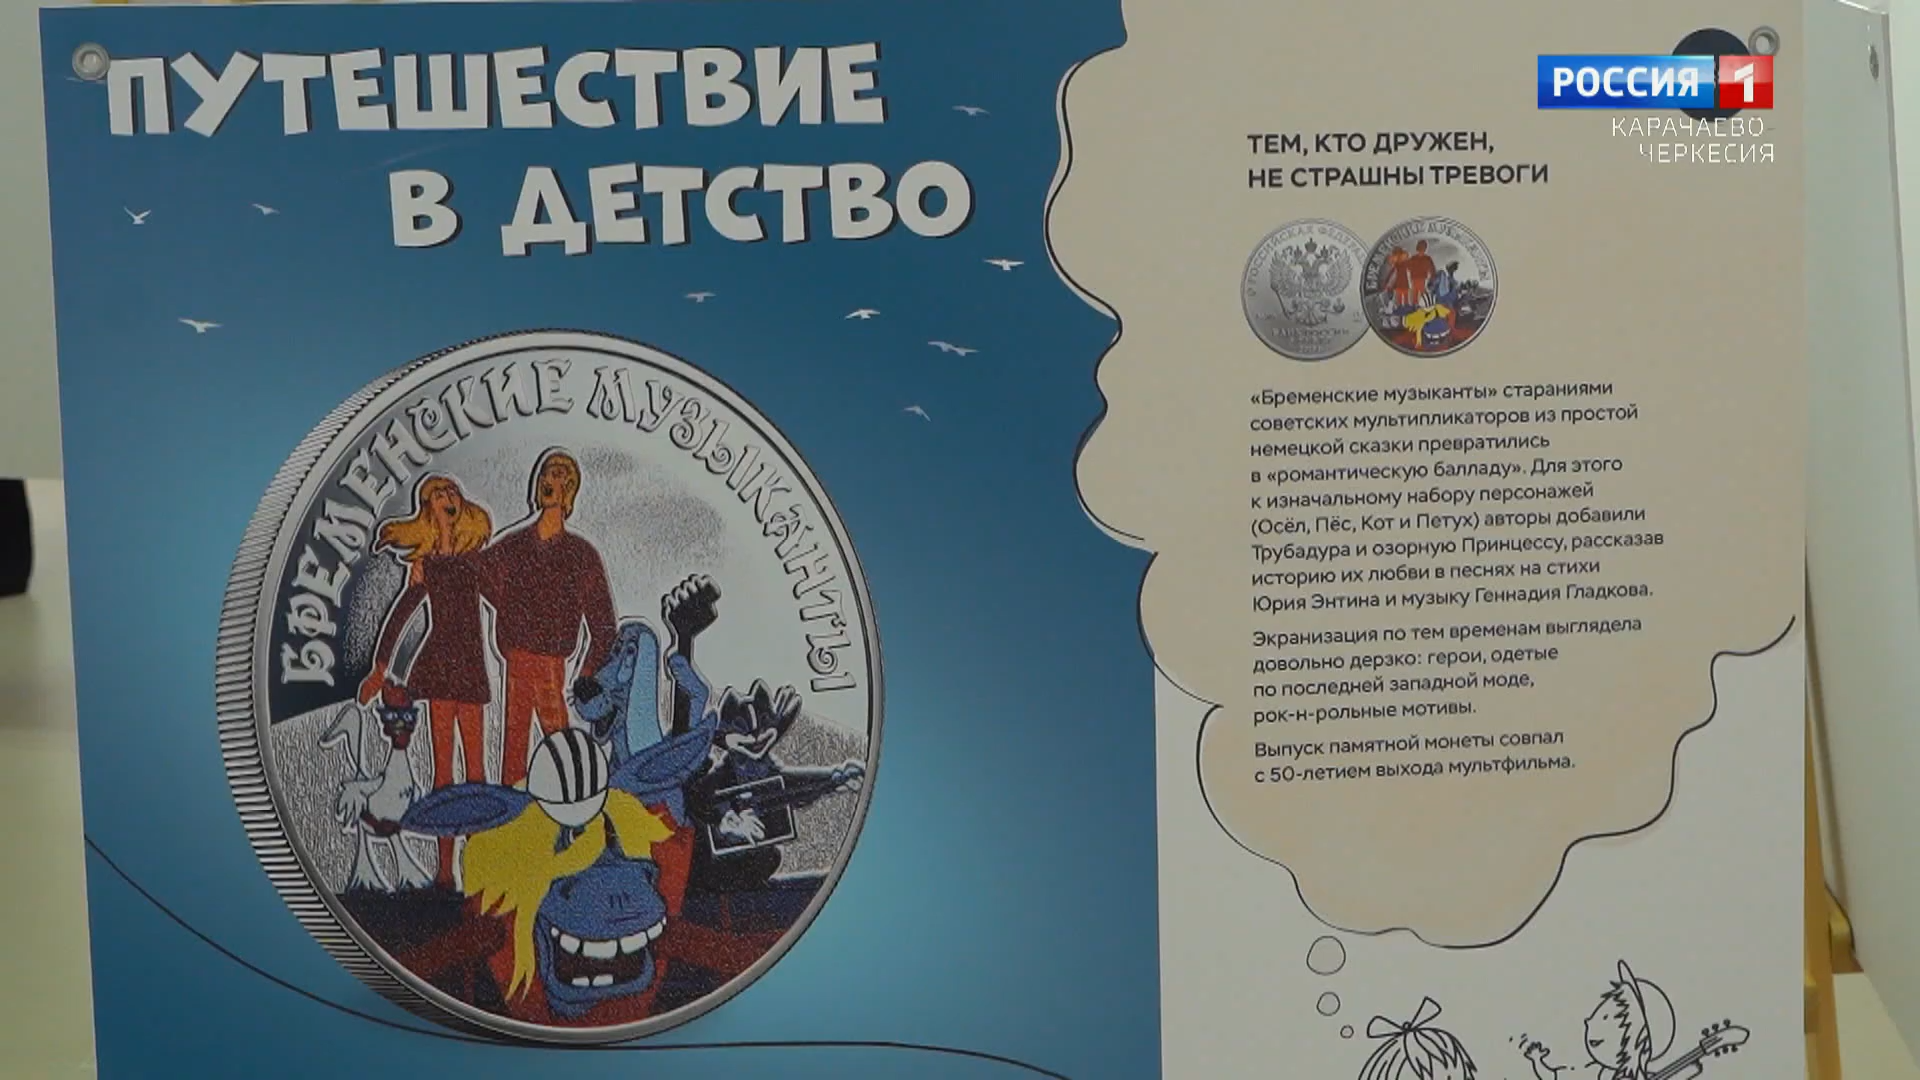 ПУТЕШЕСТВИЕ
В ДЕТСТВО
БРЕМЕНСКИЕ МУЗЫКАНТЫ
РОССИЯ 1
КАРАЧАЕВО-
ЧЕРКЕСИЯ
ТЕМ, КТО ДРУЖЕН,
НЕ СТРАШНЫ ТРЕВОГИ
БРЕМЕНСКИЕ МУЗЫКАНТЫ
«Бременские музыканты» стараниями
советских мультипликаторов из простой
немецкой сказки превратились
в «романтическую балладу». Для этого
к изначальному набору персонажей
(Осёл, Пёс, Кот и Петух) авторы добавили
Трубадура и озорную Принцессу, рассказав
историю их любви в песнях на стихи
Юрия Энтина и музыку Геннадия Гладкова.
Экранизация по тем временам выглядела
довольно дерзко: герои, одетые
по последней западной моде,
рок-н-рольные мотивы.
Выпуск памятной монеты совпал
с 50-летием выхода мультфильма.